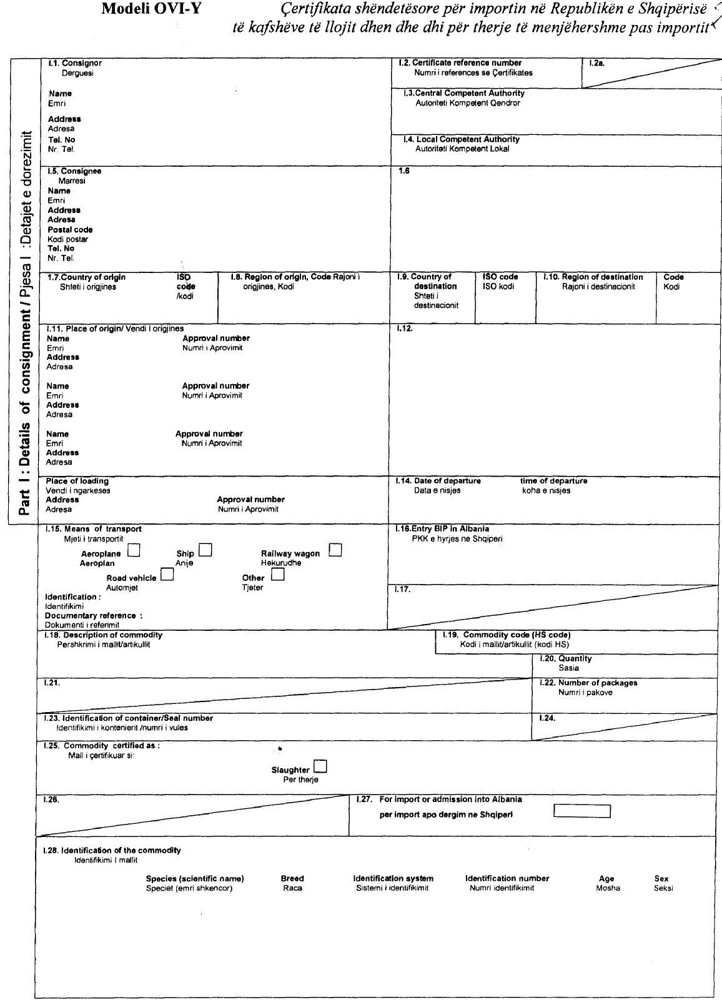 Modeli OVI-Y
Çertifikata shëndetësore për importin në Republikën e Shqipërisë
të kafshëve të llojit dhen dhe dhi për therje të menjëhershme pas importit
Part I : Details of consignment / Pjesa I :Detajet e dorezimit
I.1. Consignor
Derguesi
Name
Emri
Address
Adresa
Tel. No
Nr. Tel.
I.2. Certificate reference number
Numri i references se Çertifikates
I.2a.
I.3.Central Competent Authority
Autoriteti Kompetent Qendror
I.4. Local Competent Authority
Autoriteti Kompetent Lokal
I.5. Consignee
Marresi
Name
Emri
Address
Adresa
Postal code
Kodi postar
Tel. No
Nr. Tel.
1.6
1.7.Country of origin
Shteti i origjines
ISO
code
/kodi
I.8. Region of origin, Code Rajoni i
origjines, Kodi
I.9. Country of
destination
Shteti i
destinacionit
ISO code
ISO kodi
I.10. Region of destination
Rajoni i destinacionit
Code
Kodi
I.11. Place of origin/ Vendi I origjines
Name Approval number
Emri Numri i Aprovimit
Address
Adresa
Name Approval number
Emri Numri i Aprovimit
Address
Adresa
Name Approval number
Emri Numri i Aprovimit
Address
Adresa
I.12.
Place of loading
Vendi i ngarkeses
Address Approval number
Adresa Numri i Aprovimit
I.14. Date of departure time of departure
Data e nisjes koha e nisjes
I.15. Means of transport
Mjeti i transportit
Aeroplane Ship Railway wagon
Aeroplan Anije Hekurudhe
Road vehicle Other
Automjet Tjeter
Identification :
Identifikimi
Documentary reference :
Dokumenti i referimit
I.16.Entry BIP in Albania
PKK e hyrjes ne Shqiperi
I.17.
I.18. Description of commodity
Pershkrimi i mallit/artikullit
I.19. Commodity code (HS code)
Kodi i mallit/artikullit (kodi HS)
I.20. Quantity
Sasia
I.21.
I.22. Number of packages
Numri i pakove
I.23. Identification of container/Seal number
Identifikimi i kontenierit /numri i vules
I.24.
I.25. Commodity certified as :
Mall i çertifikuar si:
Slaughter
Per therje
I.26.
I.27. For import or admission into Albania
per import apo dergim ne Shqiperi
I.28. Identification of the commodity
Identifikimi I mallit
Species (scientific name) Breed Identification system Identification number Age Sex
Speciet (emri shkencor) Raca Sistemi i identifikimit Numri identifikimit Mosha Seksi